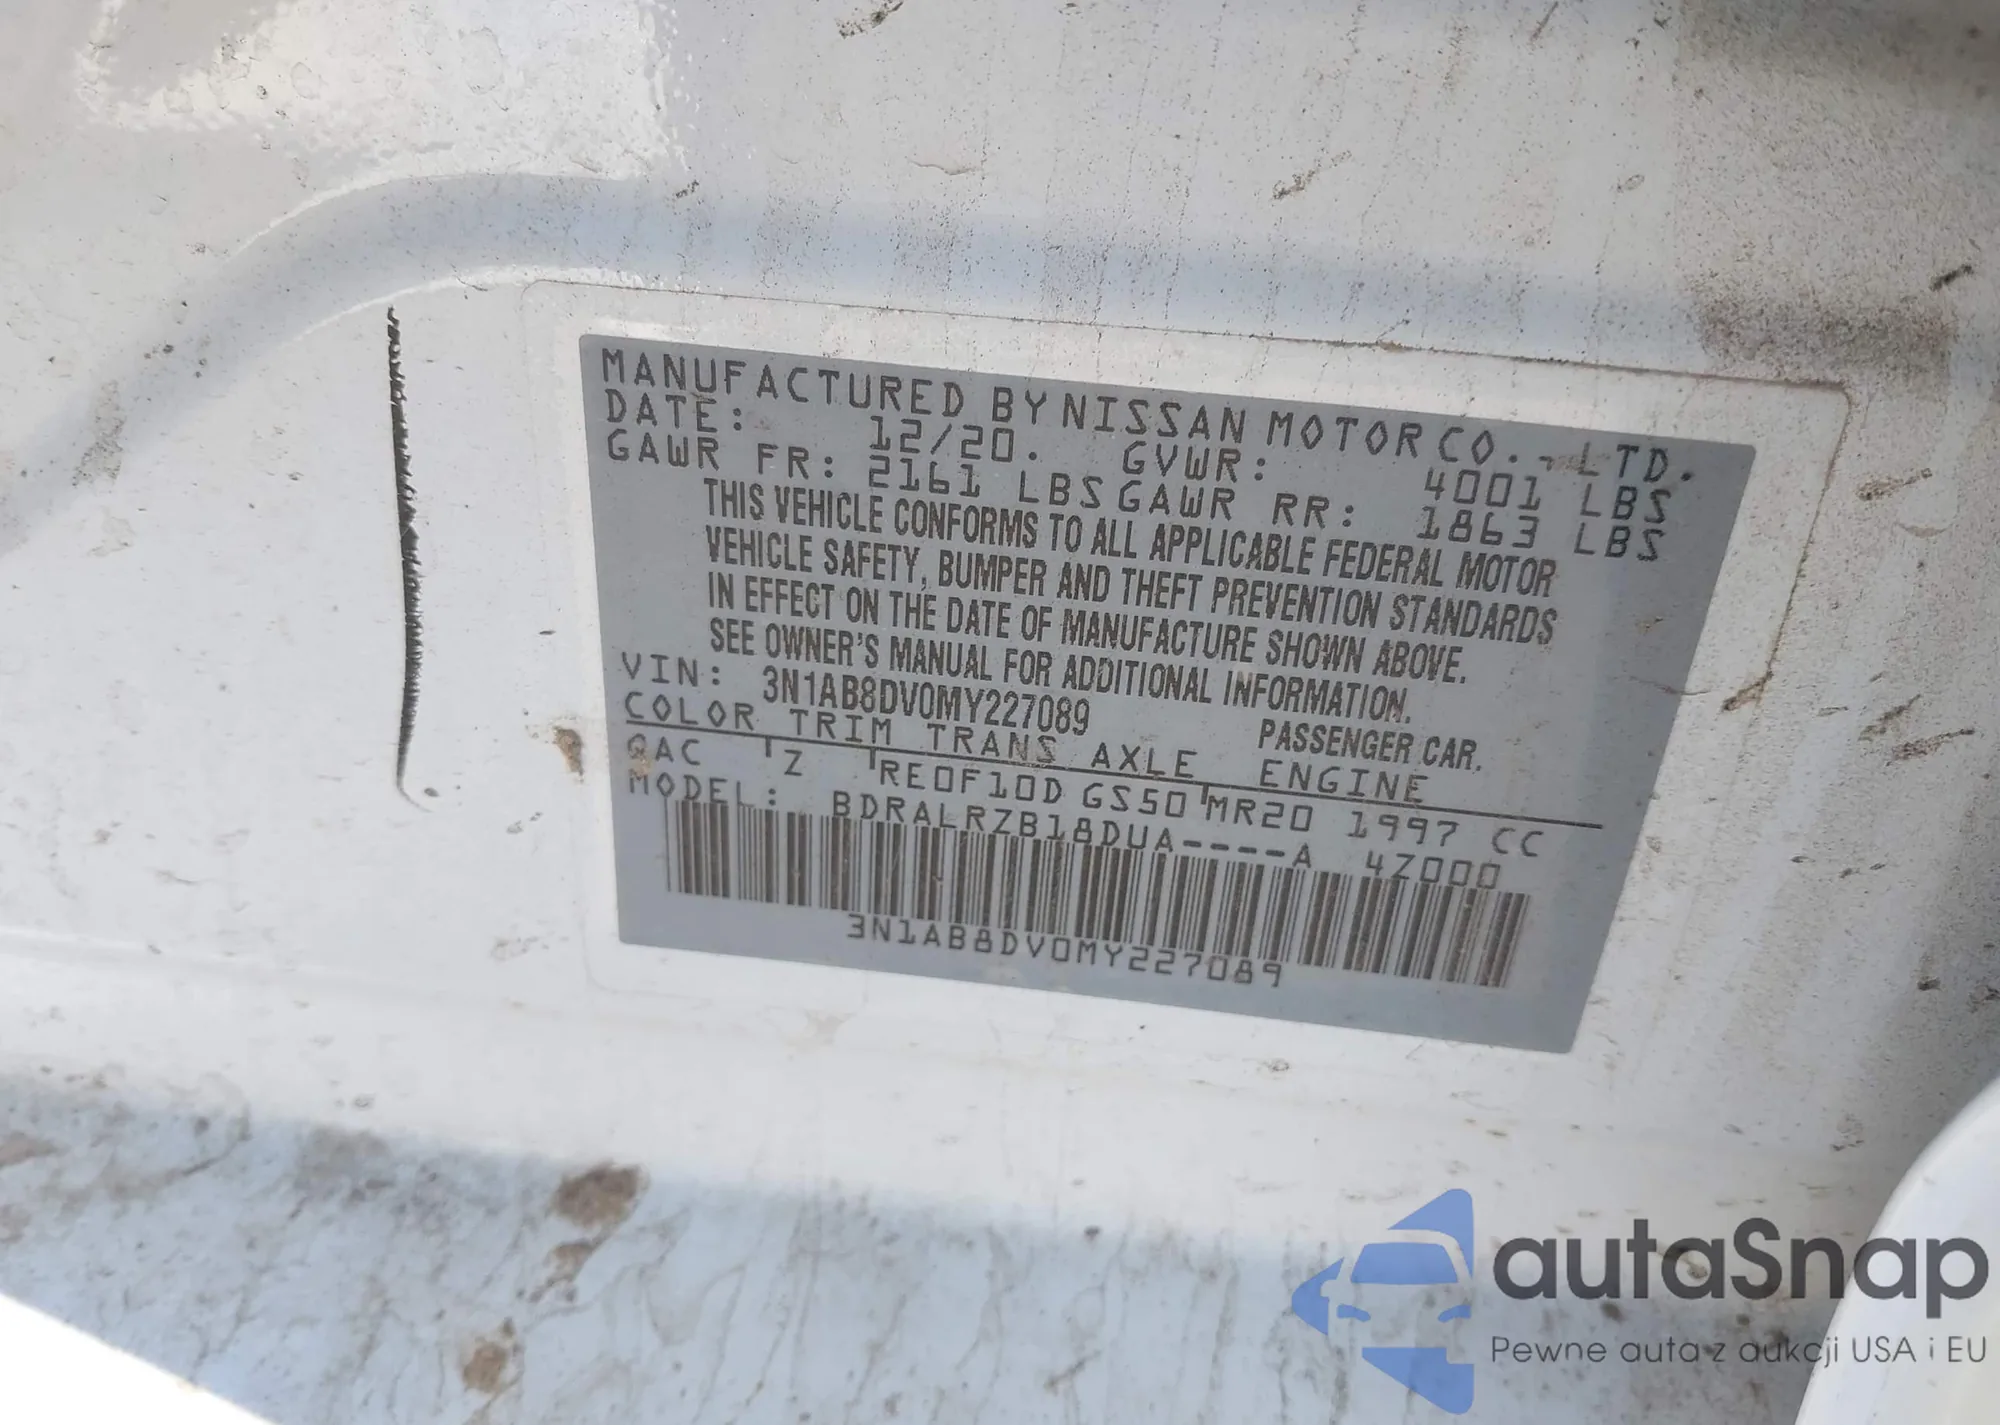 MANUFACTURED BY NISSAN MOTOR CO., LTD.
DATE: 12/20. GVWR: 4001 LBS
GAWR FR: 2161 LBS GAWR RR: 1863 LBS
THIS VEHICLE CONFORMS TO ALL APPLICABLE FEDERAL MOTOR
VEHICLE SAFETY, BUMPER AND THEFT PREVENTION STANDARDS
IN EFFECT ON THE DATE OF MANUFACTURE SHOWN ABOVE.
SEE OWNER'S MANUAL FOR ADDITIONAL INFORMATION.
VIN: 3N1AB8DV0MY227089 PASSENGER CAR.
COLOR TRIM TRANS AXLE ENGINE
QAC Z RE0F10D GS50 MR20 1997 CC
MODEL: BDRALRZB18DUA----A 4Z000
3N1AB8DV0MY227089
autaSnap
Pewne auta z aukcji USA i EU